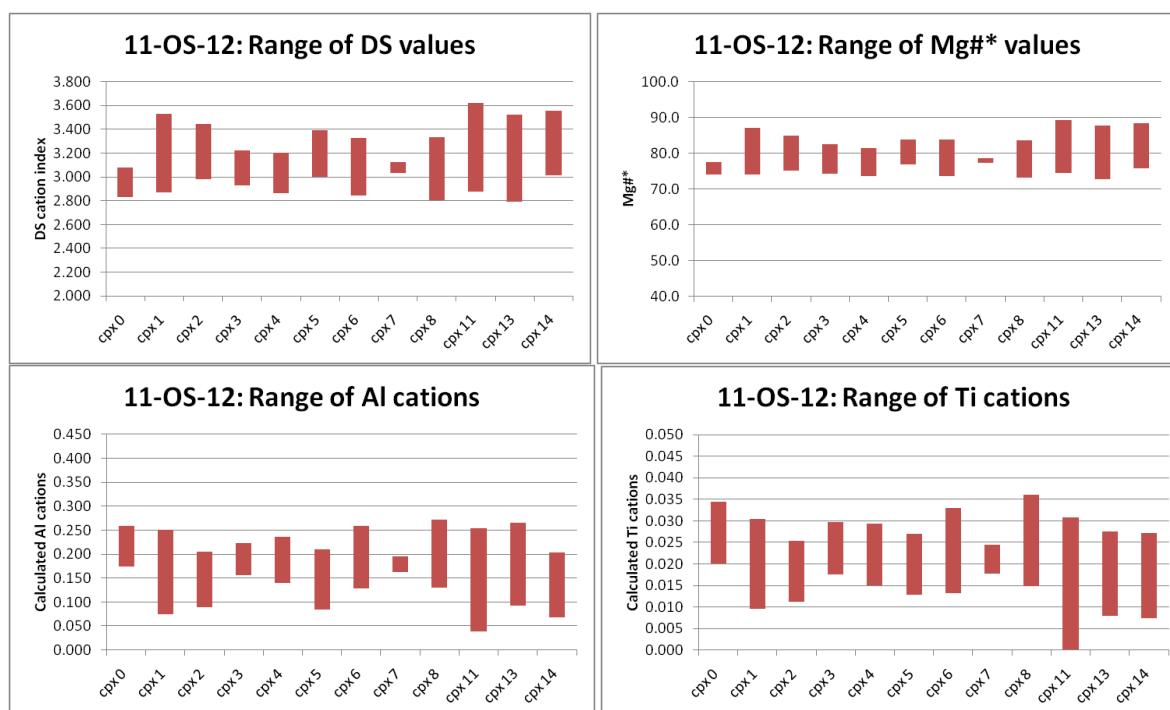 11-OS-12: Range of DS values
DS cation index
3.800
3.600
3.400
3.200
3.000
2.800
2.600
2.400
2.200
2.000
cpx 0
cpx 1
cpx 2
cpx 3
cpx 4
cpx 5
cpx 6
cpx 7
cpx 8
cpx 11
cpx 13
cpx 14
11-OS-12: Range of Mg#* values
Mg#*
100.0
90.0
80.0
70.0
60.0
50.0
40.0
cpx 0
cpx 1
cpx 2
cpx 3
cpx 4
cpx 5
cpx 6
cpx 7
cpx 8
cpx 11
cpx 13
cpx 14
11-OS-12: Range of Al cations
Calculated Al cations
0.450
0.400
0.350
0.300
0.250
0.200
0.150
0.100
0.050
0.000
cpx 0
cpx 1
cpx 2
cpx 3
cpx 4
cpx 5
cpx 6
cpx 7
cpx 8
cpx 11
cpx 13
cpx 14
11-OS-12: Range of Ti cations
Calculated Ti cations
0.050
0.045
0.040
0.035
0.030
0.025
0.020
0.015
0.010
0.005
0.000
cpx 0
cpx 1
cpx 2
cpx 3
cpx 4
cpx 5
cpx 6
cpx 7
cpx 8
cpx 11
cpx 13
cpx 14